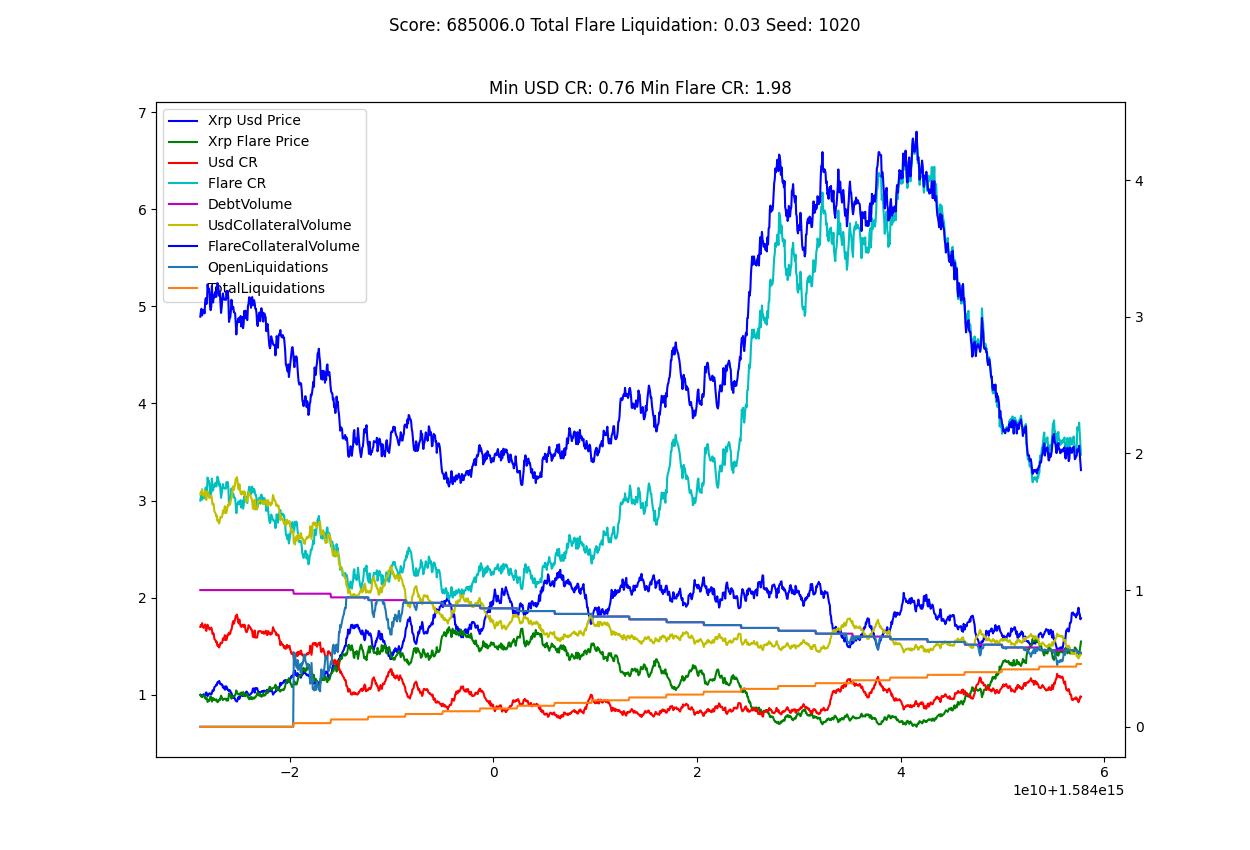 Score: 685006.0 Total Flare Liquidation: 0.03 Seed: 1020
Min USD CR: 0.76 Min Flare CR: 1.98
7
6
5
4
3
2
1
Xrp Usd Price
Xrp Flare Price
Usd CR
Flare CR
DebtVolume
UsdCollateralVolume
FlareCollateralVolume
OpenLiquidations
TotalLiquidations
4
3
2
1
0
−2
0
2
4
6
1e10+1.584e15